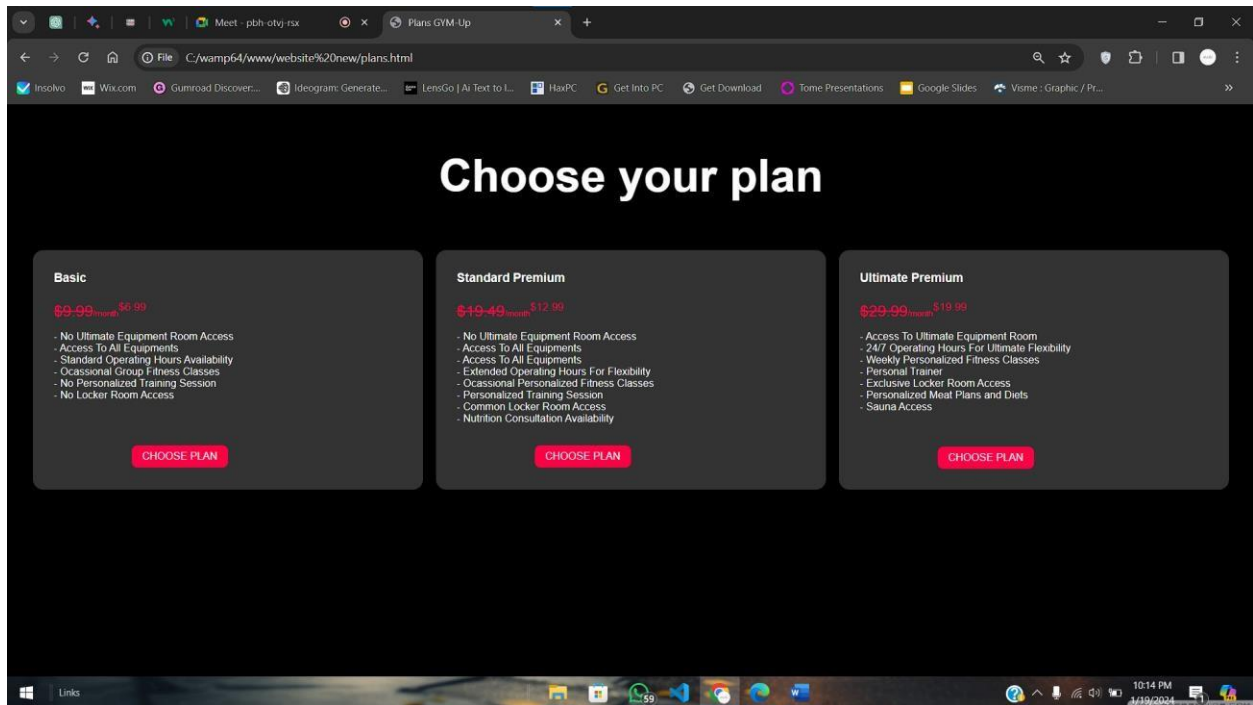 Meet - pbh-otvj-rsx
Plans GYM-Up
File C:/wamp64/www/website%20new/plans.html
Insolvo
Wix.com
Gumroad Discover:...
Ideogram: Generate...
LensGo | Ai Text to I...
HaxPC
Get Into PC
Get Download
Tome Presentations
Google Slides
Visme : Graphic / Pr...
Choose your plan
Basic
$9.99/month$6.99
- No Ultimate Equipment Room Access
- Access To All Equipments
- Standard Operating Hours Availability
- Ocassional Group Fitness Classes
- No Personalized Training Session
- No Locker Room Access
CHOOSE PLAN
Standard Premium
$19.49/month$12.99
- No Ultimate Equipment Room Access
- Access To All Equipments
- Access To All Equipments
- Extended Operating Hours For Flexibility
- Ocassional Personalized Fitness Classes
- Personalized Training Session
- Common Locker Room Access
- Nutrition Consultation Availability
CHOOSE PLAN
Ultimate Premium
$29.99/month$19.99
- Access To Ultimate Equipment Room
- 24/7 Operating Hours For Ultimate Flexibility
- Weekly Personalized Fitness Classes
- Personal Trainer
- Exclusive Locker Room Access
- Personalized Meat Plans and Diets
- Sauna Access
CHOOSE PLAN
Links
59
10:14 PM
1/19/2024
1